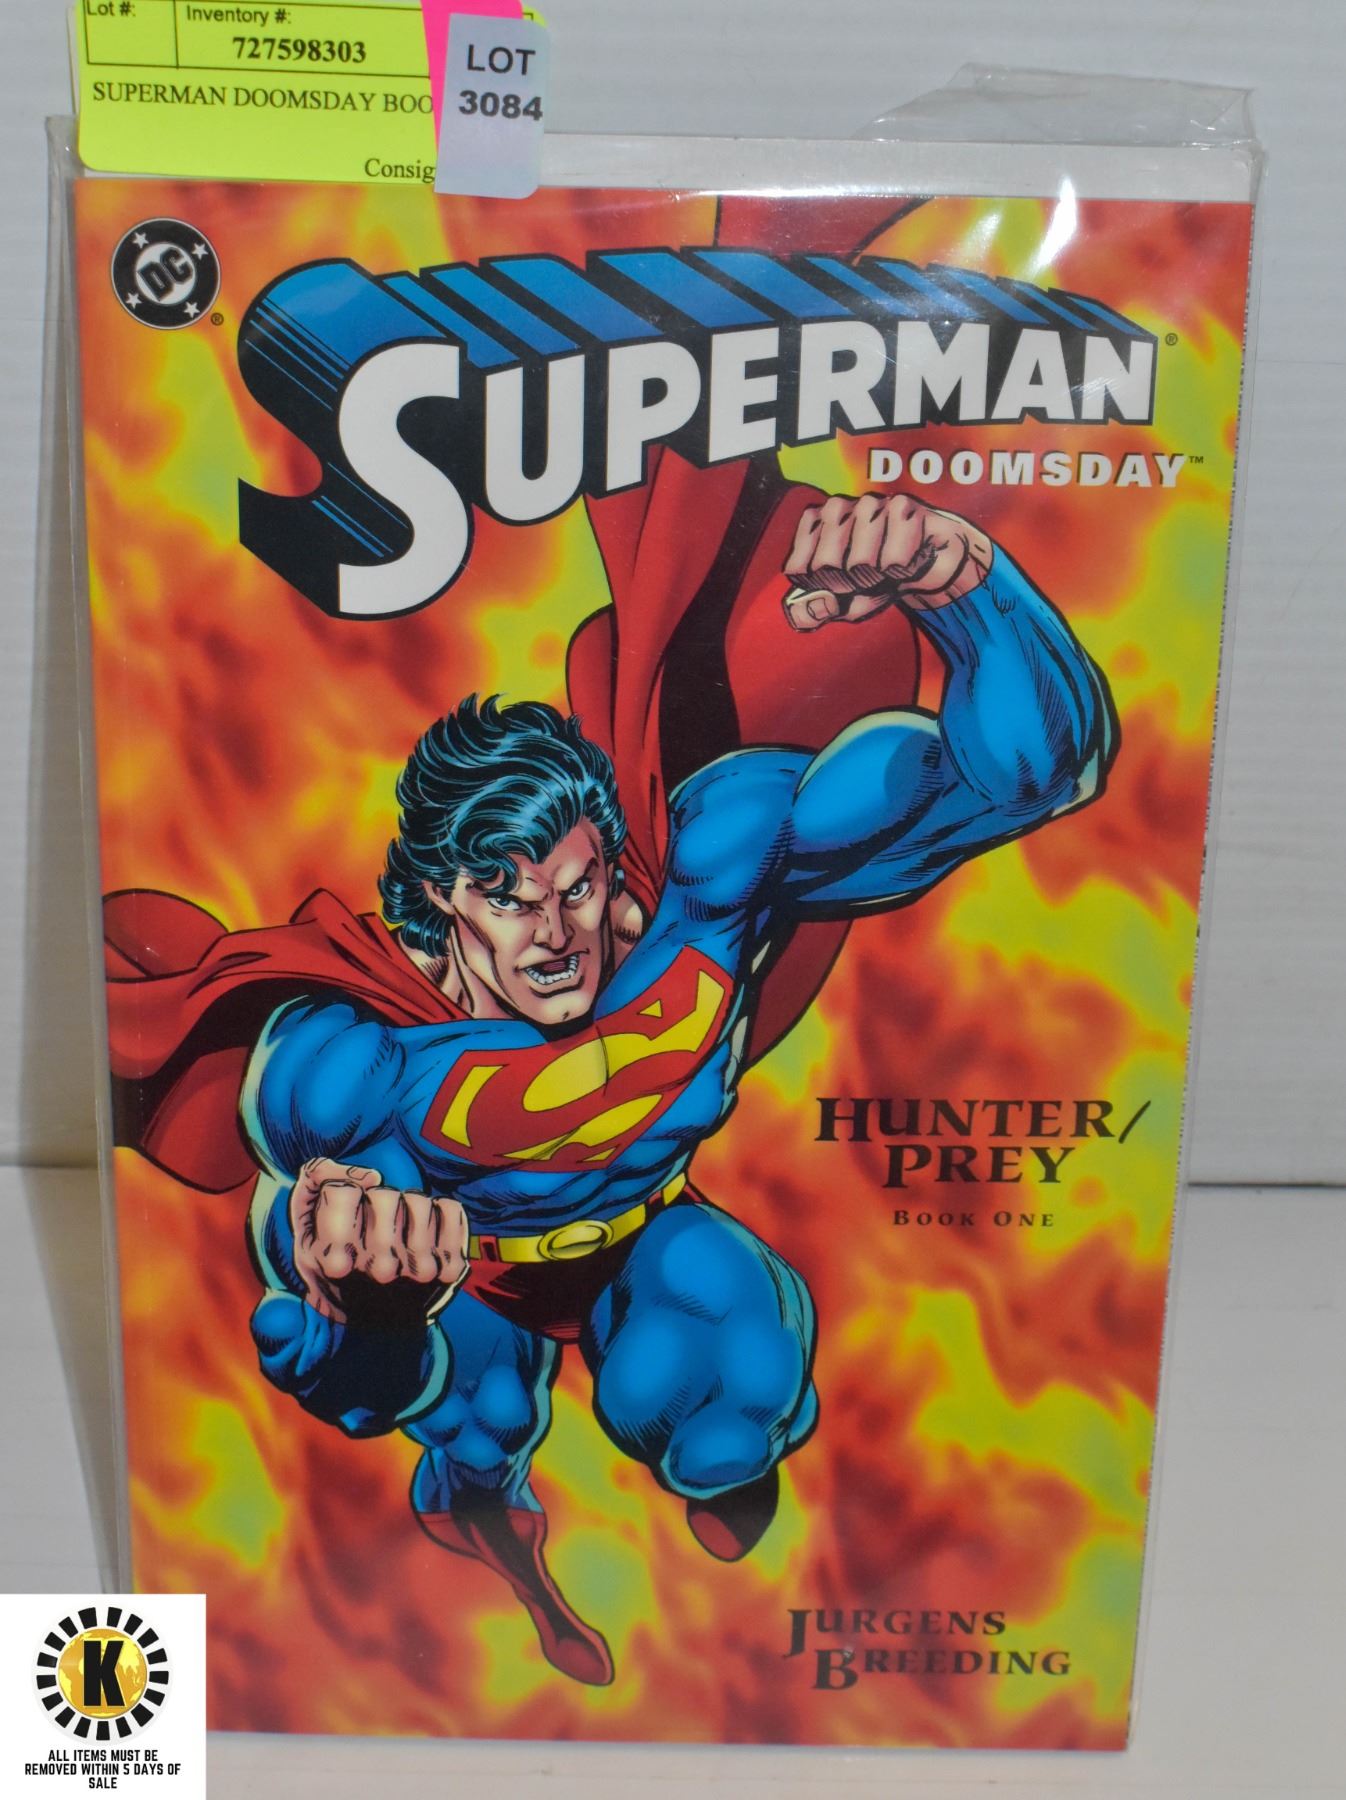 Lot #: Inventory #:
727598303
SUPERMAN DOOMSDAY BOO
Consig
LOT
3084
DC
®
SUPERMAN®
DOOMSDAY™
HUNTER/
PREY
BOOK ONE
JURGENS
BREEDING
K
ALL ITEMS MUST BE
REMOVED WITHIN 5 DAYS OF
SALE